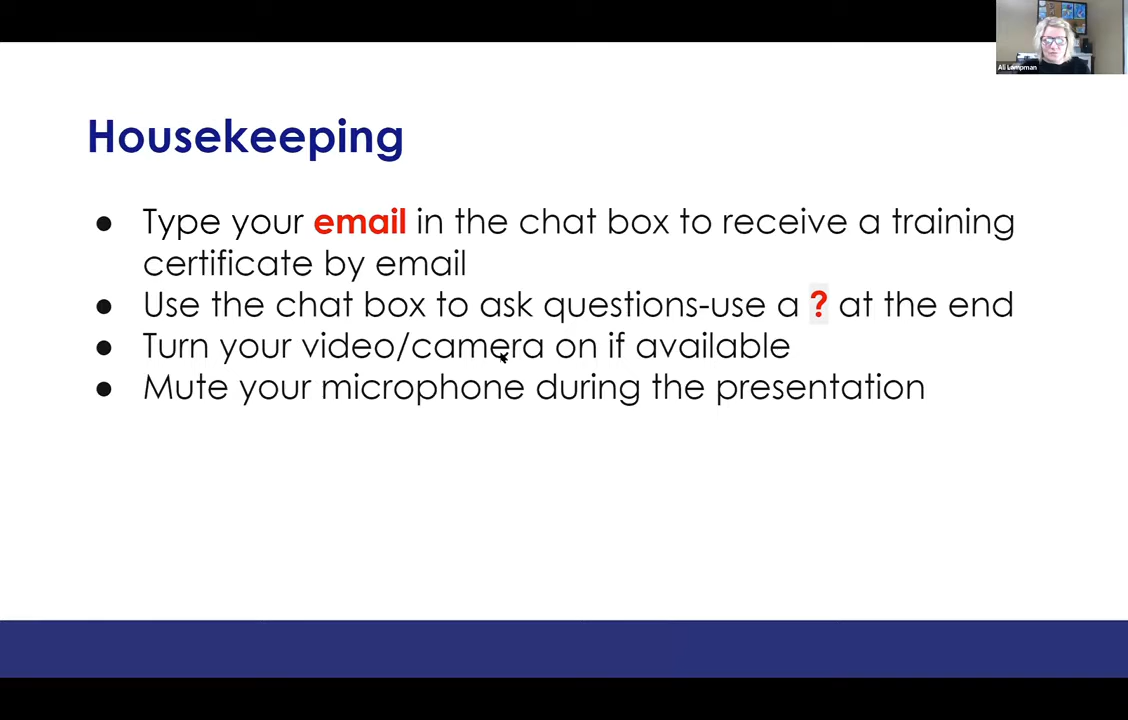 Ali Lampman
Housekeeping
● Type your email in the chat box to receive a training
certificate by email
● Use the chat box to ask questions-use a ? at the end
● Turn your video/camera on if available
● Mute your microphone during the presentation